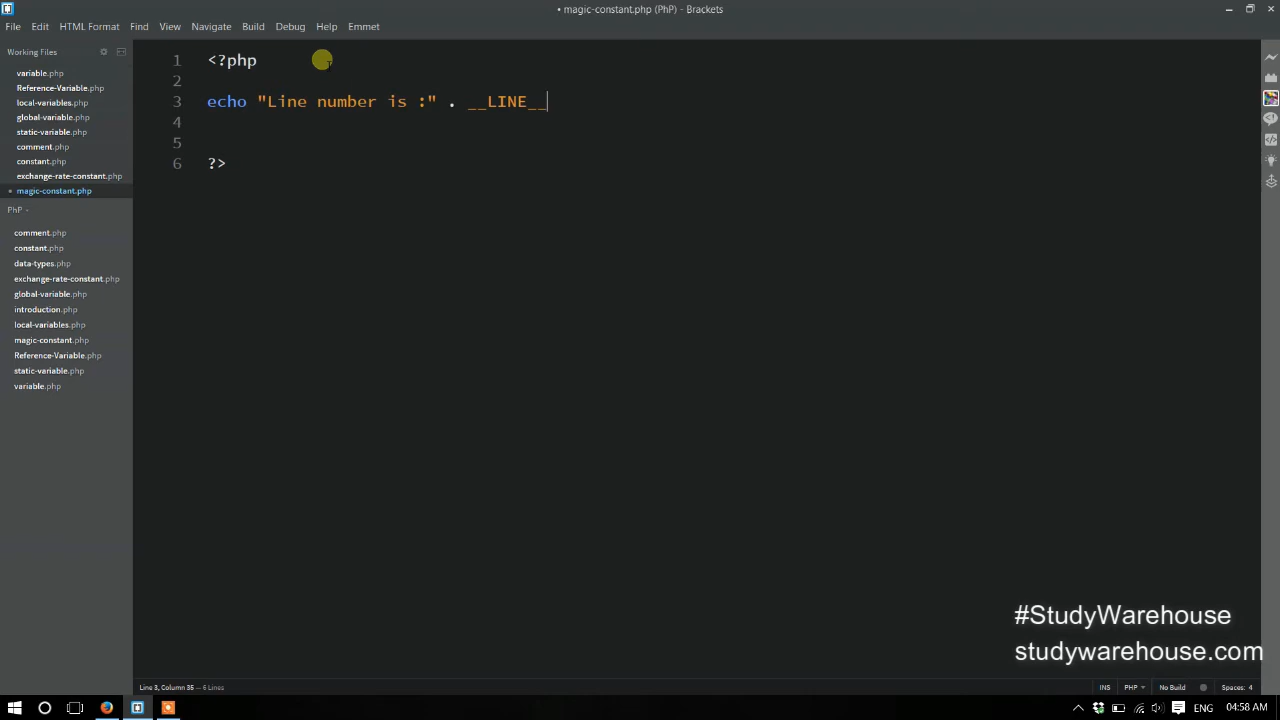 • magic-constant.php (PhP) - Brackets
File Edit HTML Format Find View Navigate Build Debug Help Emmet
Working Files
variable.php
Reference-Variable.php
local-variables.php
global-variable.php
static-variable.php
comment.php
constant.php
exchange-rate-constant.php
magic-constant.php
PhP
comment.php
constant.php
data-types.php
exchange-rate-constant.php
global-variable.php
introduction.php
local-variables.php
magic-constant.php
Reference-Variable.php
static-variable.php
variable.php
1 <?php
2
3 echo "Line number is :" . __LINE__
4
5
6 ?>
#StudyWarehouse
studywarehouse.com
Line 3, Column 35 — 6 Lines
INS PHP No Build Spaces: 4
ENG 04:58 AM